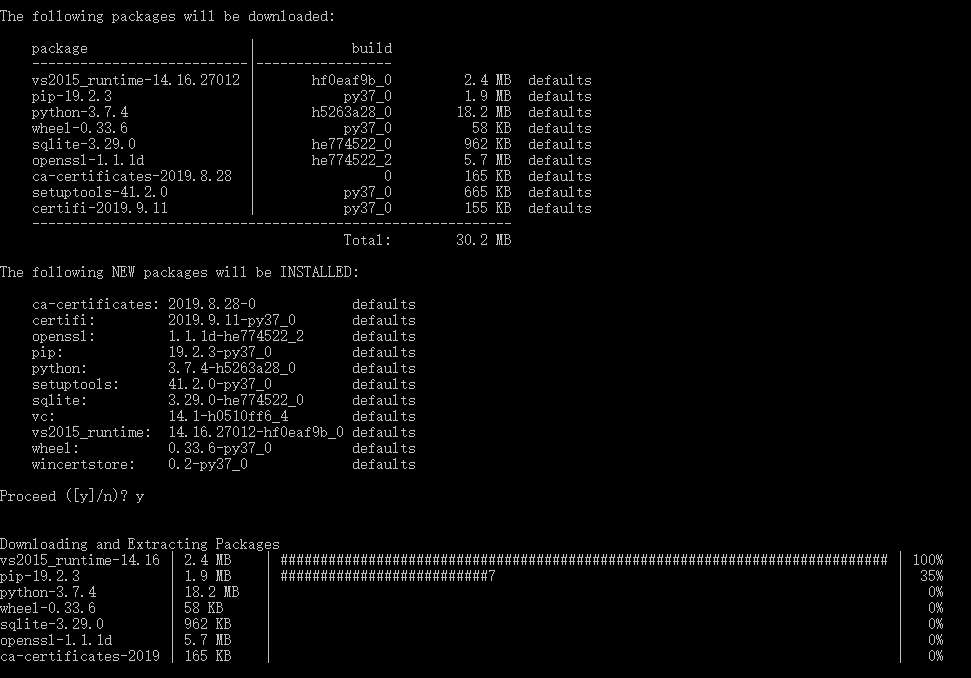 The following packages will be downloaded:
package | build
---------------------------|-----------------
vs2015_runtime-14.16.27012 | hf0eaf9b_0 2.4 MB defaults
pip-19.2.3 | py37_0 1.9 MB defaults
python-3.7.4 | h5263a28_0 18.2 MB defaults
wheel-0.33.6 | py37_0 58 KB defaults
sqlite-3.29.0 | he774522_0 962 KB defaults
openssl-1.1.1d | he774522_2 5.7 MB defaults
ca-certificates-2019.8.28 | 0 165 KB defaults
setuptools-41.2.0 | py37_0 665 KB defaults
certifi-2019.9.11 | py37_0 155 KB defaults
------------------------------------------------------------
Total: 30.2 MB
The following NEW packages will be INSTALLED:
ca-certificates: 2019.8.28-0 defaults
certifi: 2019.9.11-py37_0 defaults
openssl: 1.1.1d-he774522_2 defaults
pip: 19.2.3-py37_0 defaults
python: 3.7.4-h5263a28_0 defaults
setuptools: 41.2.0-py37_0 defaults
sqlite: 3.29.0-he774522_0 defaults
vc: 14.1-h0510ff6_4 defaults
vs2015_runtime: 14.16.27012-hf0eaf9b_0 defaults
wheel: 0.33.6-py37_0 defaults
wincertstore: 0.2-py37_0 defaults
Proceed ([y]/n)? y
Downloading and Extracting Packages
vs2015_runtime-14.16 | 2.4 MB | ############################################################################ | 100%
pip-19.2.3 | 1.9 MB | ##########################7 | 35%
python-3.7.4 | 18.2 MB | | 0%
wheel-0.33.6 | 58 KB | | 0%
sqlite-3.29.0 | 962 KB | | 0%
openssl-1.1.1d | 5.7 MB | | 0%
ca-certificates-2019 | 165 KB | | 0%